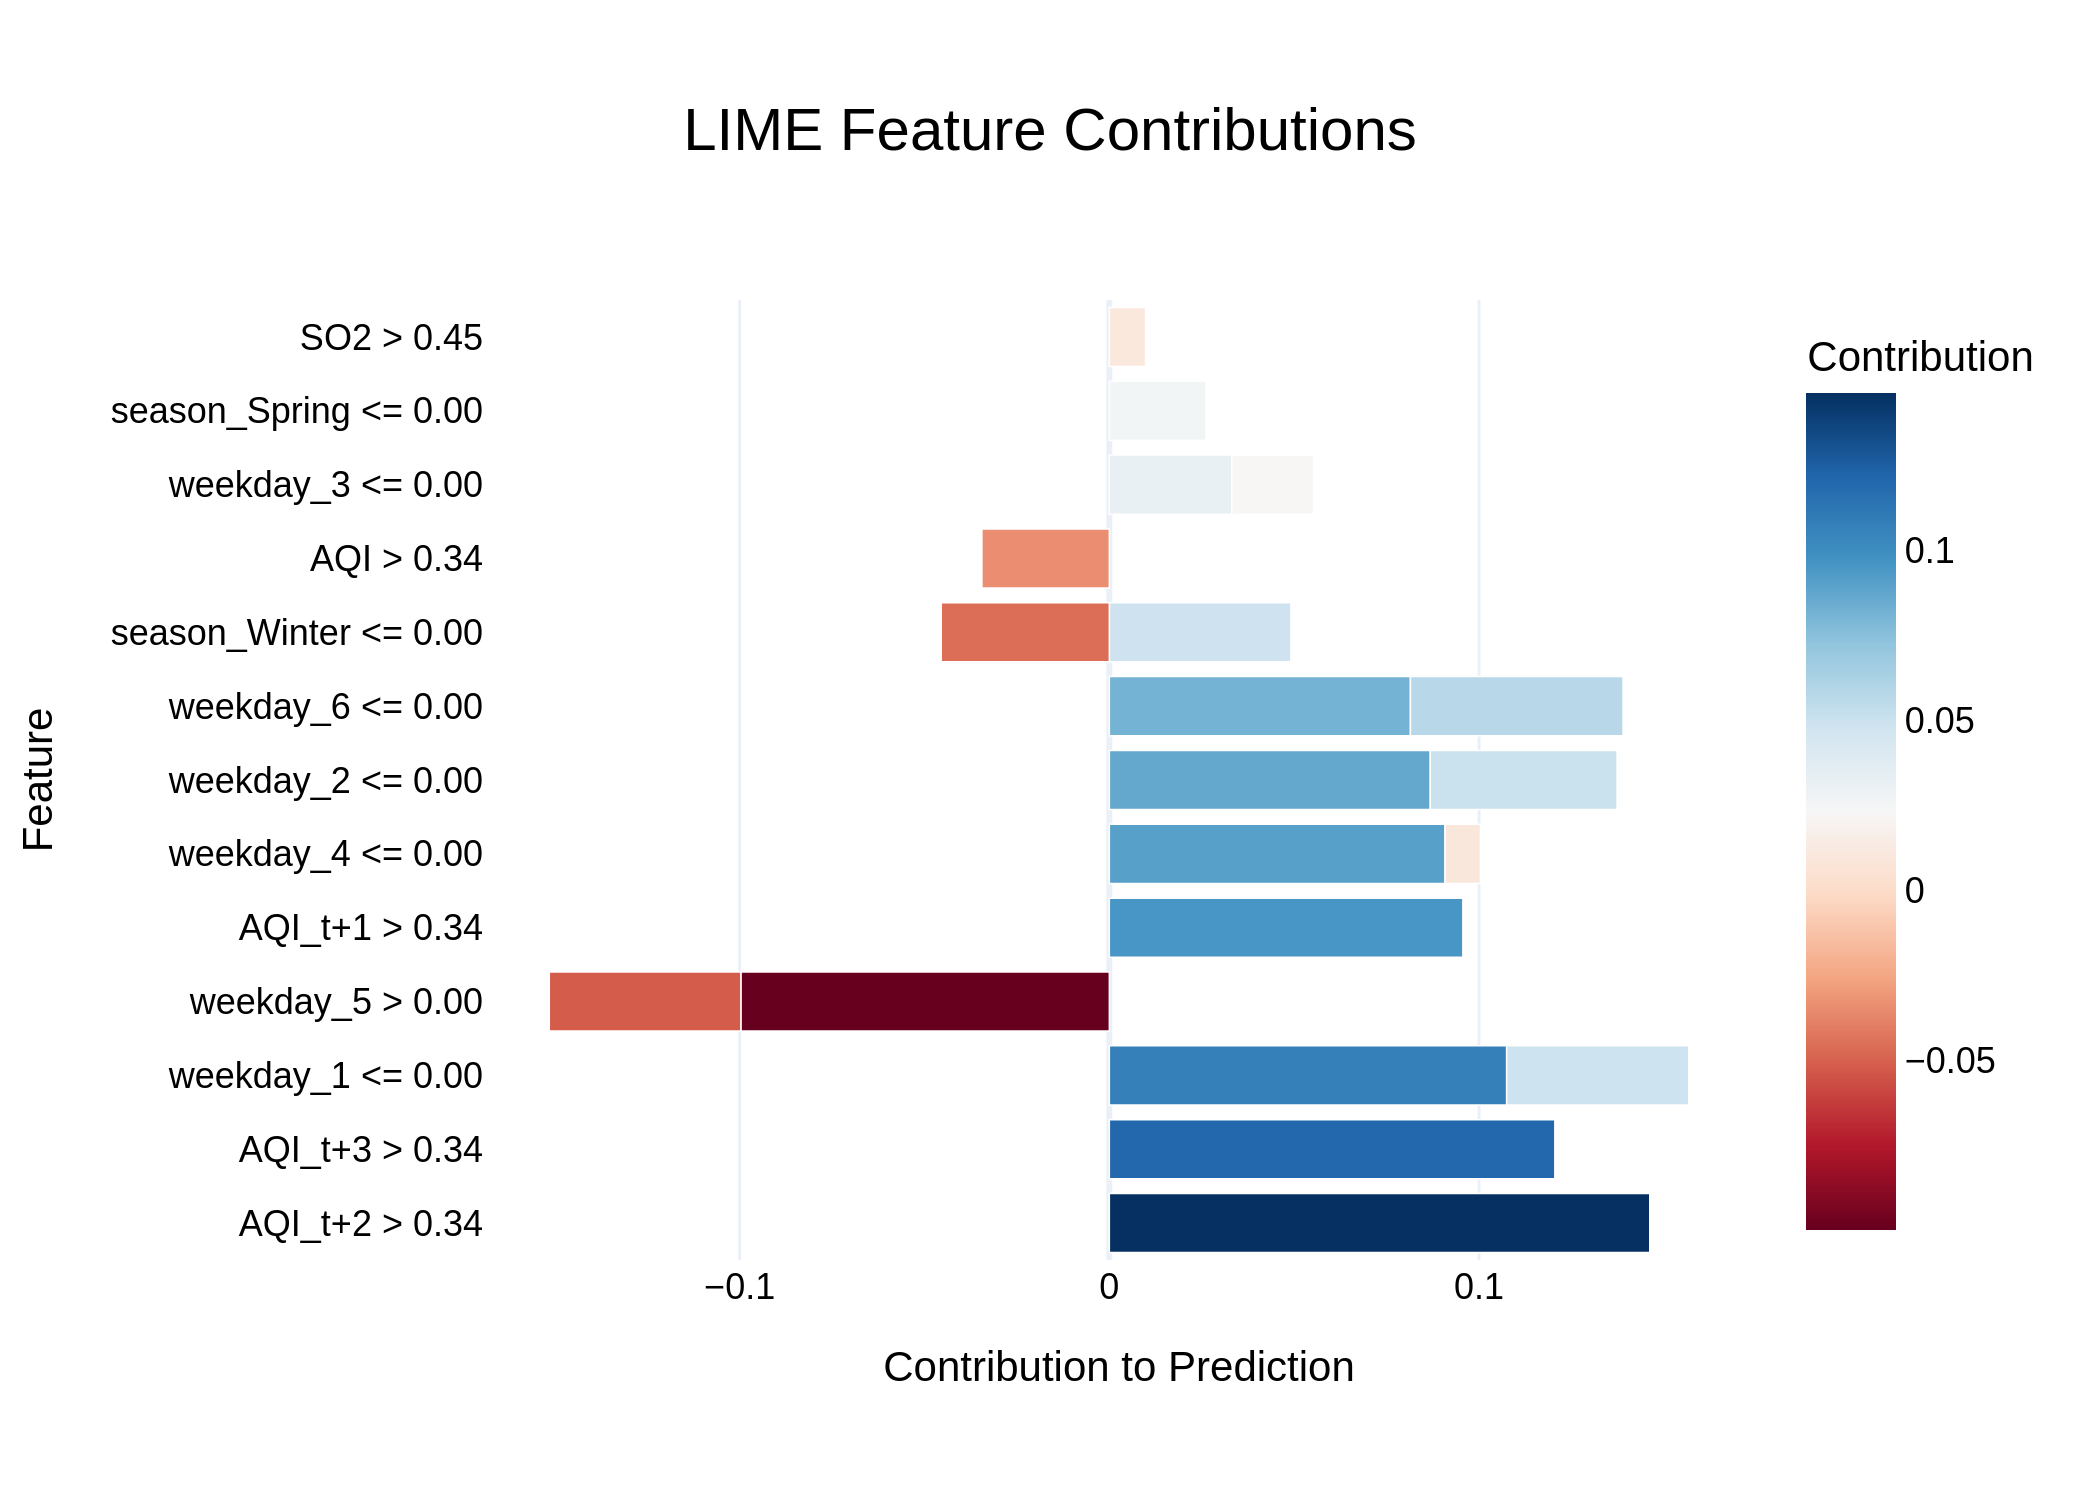 LIME Feature Contributions
SO2 > 0.45
season_Spring <= 0.00
weekday_3 <= 0.00
AQI > 0.34
season_Winter <= 0.00
weekday_6 <= 0.00
weekday_2 <= 0.00
weekday_4 <= 0.00
AQI_t+1 > 0.34
weekday_5 > 0.00
weekday_1 <= 0.00
AQI_t+3 > 0.34
AQI_t+2 > 0.34
Feature
−0.1
0
0.1
Contribution to Prediction
Contribution
0.1
0.05
0
−0.05